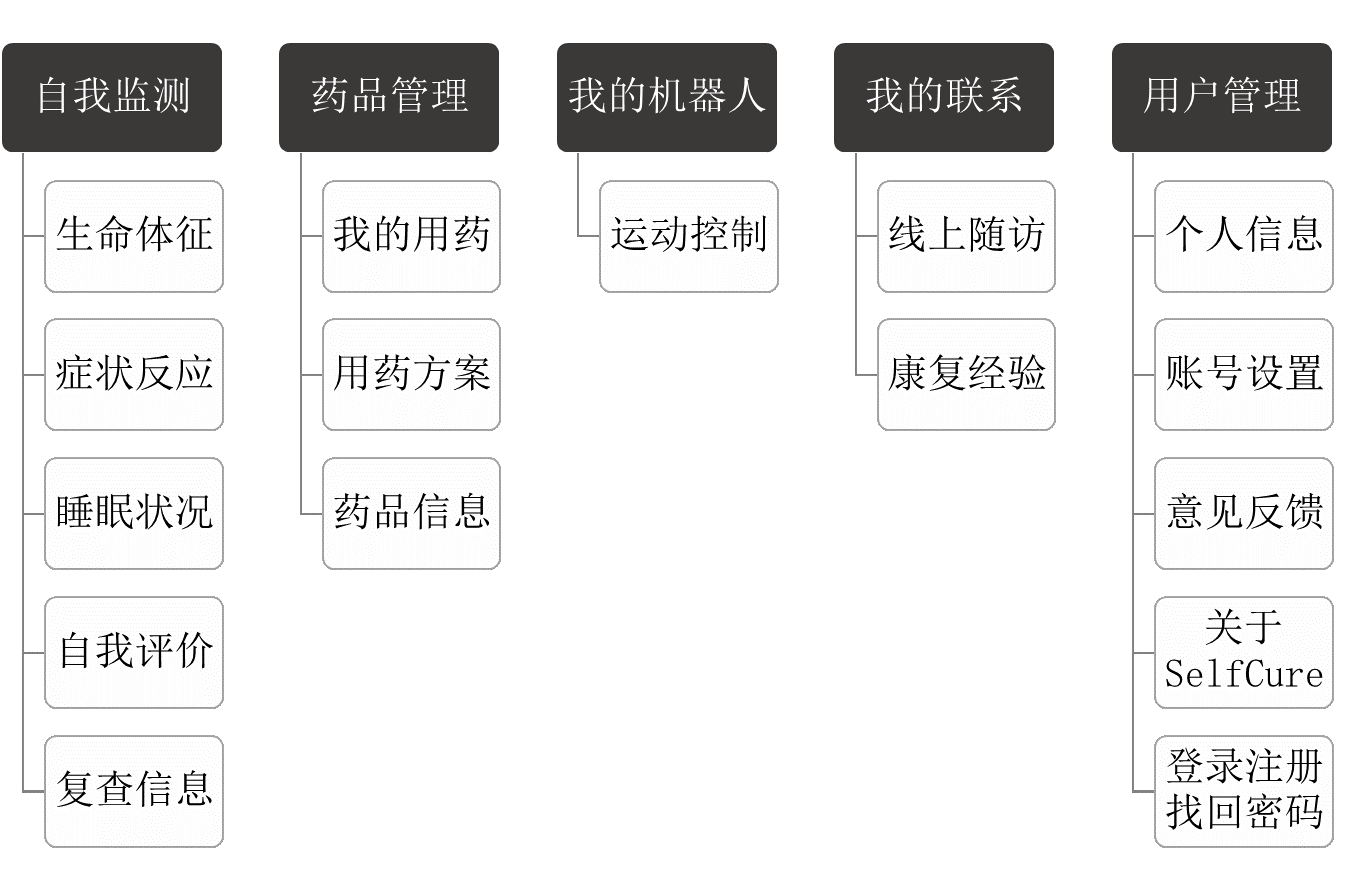 自我监测
生命体征
症状反应
睡眠状况
自我评价
复查信息
药品管理
我的用药
用药方案
药品信息
我的机器人
运动控制
我的联系
线上随访
康复经验
用户管理
个人信息
账号设置
意见反馈
关于
SelfCure
登录注册
找回密码